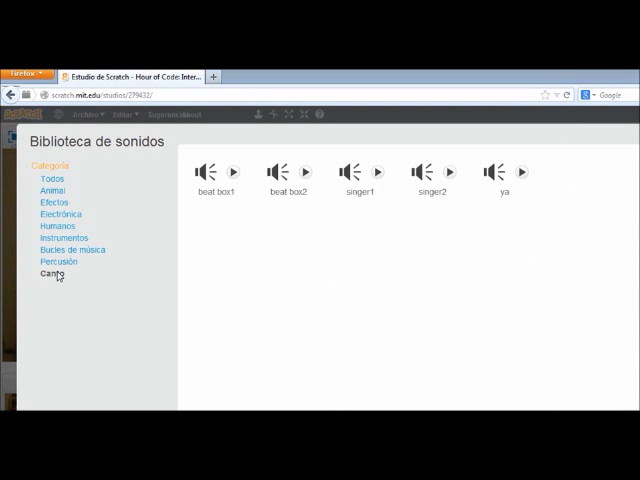 Firefox
Estudio de Scratch - Hour of Code: Inter...
scratch.mit.edu/studios/279432/
Google
Archivo Editar Sugerencias About
Biblioteca de sonidos
Categoría
Todos
Animal
Efectos
Electrónica
Humanos
Instrumentos
Bucles de música
Percusión
Canto
beat box1 beat box2 singer1 singer2 ya